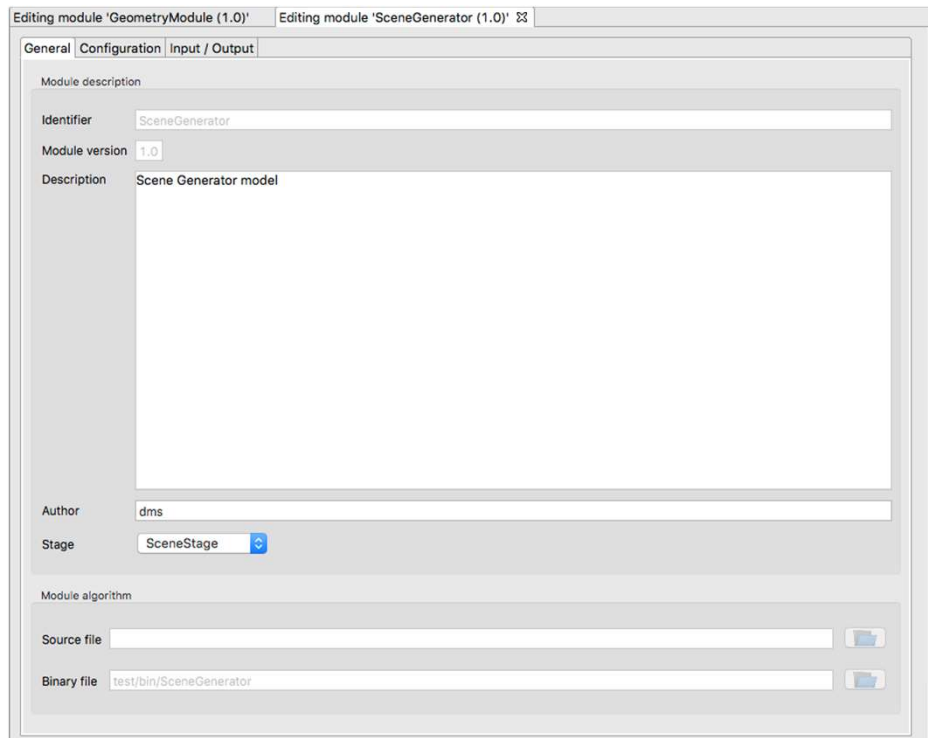 Editing module 'GeometryModule (1.0)' Editing module 'SceneGenerator (1.0)'
General Configuration Input / Output
Module description
Identifier SceneGenerator
Module version 1.0
Description Scene Generator model
Author dms
Stage SceneStage
Module algorithm
Source file
Binary file test/bin/SceneGenerator